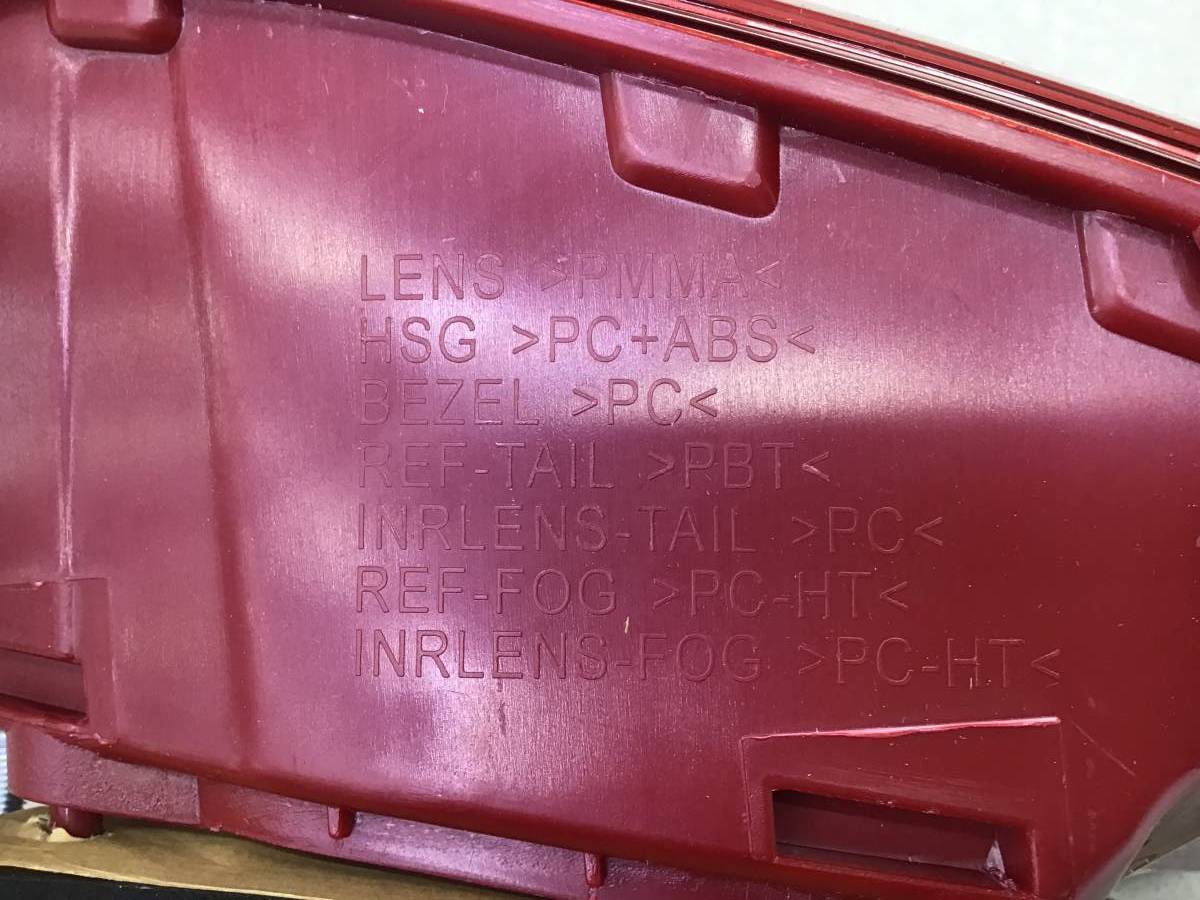 LENS >PMMA<
HSG >PC+ABS<
BEZEL >PC<
REF-TAIL >PBT<
INRLENS-TAIL >PC<
REF-FOG >PC-HT<
INRLENS-FOG >PC-HT<